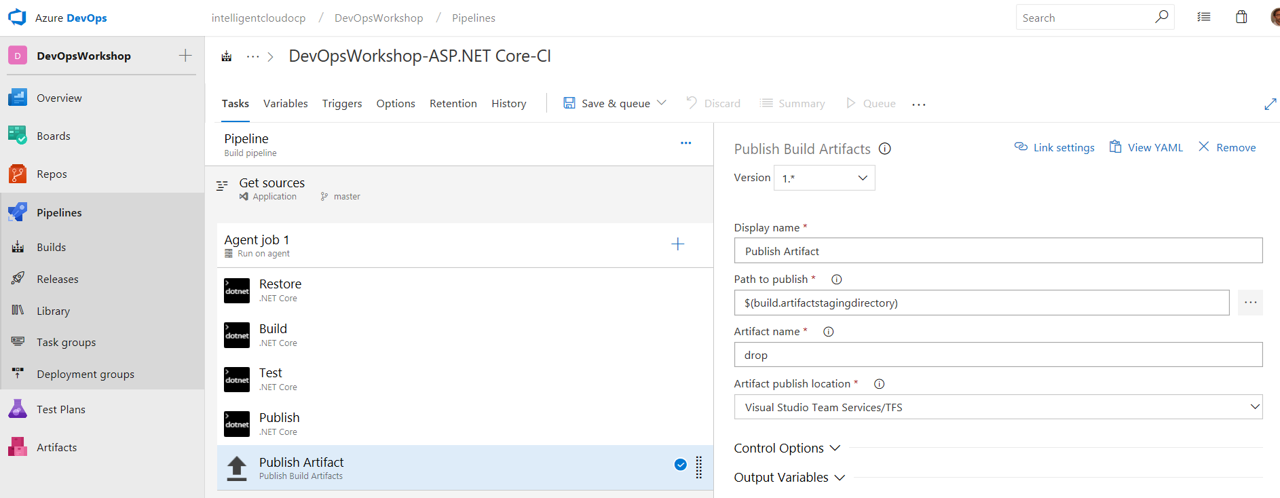 Azure DevOps
intelligentcloudocp / DevOpsWorkshop / Pipelines
Search
D DevOpsWorkshop
Overview
Boards
Repos
Pipelines
Builds
Releases
Library
Task groups
Deployment groups
Test Plans
Artifacts
··· > DevOpsWorkshop-ASP.NET Core-CI
Tasks Variables Triggers Options Retention History Save & queue Discard Summary Queue ···
Pipeline
Build pipeline
Get sources
Application master
Agent job 1
Run on agent
dotnet Restore
.NET Core
dotnet Build
.NET Core
dotnet Test
.NET Core
dotnet Publish
.NET Core
Publish Artifact
Publish Build Artifacts
Publish Build Artifacts Link settings View YAML Remove
Version 1.*
Display name *
Publish Artifact
Path to publish *
$(build.artifactstagingdirectory) ···
Artifact name *
drop
Artifact publish location *
Visual Studio Team Services/TFS
Control Options
Output Variables